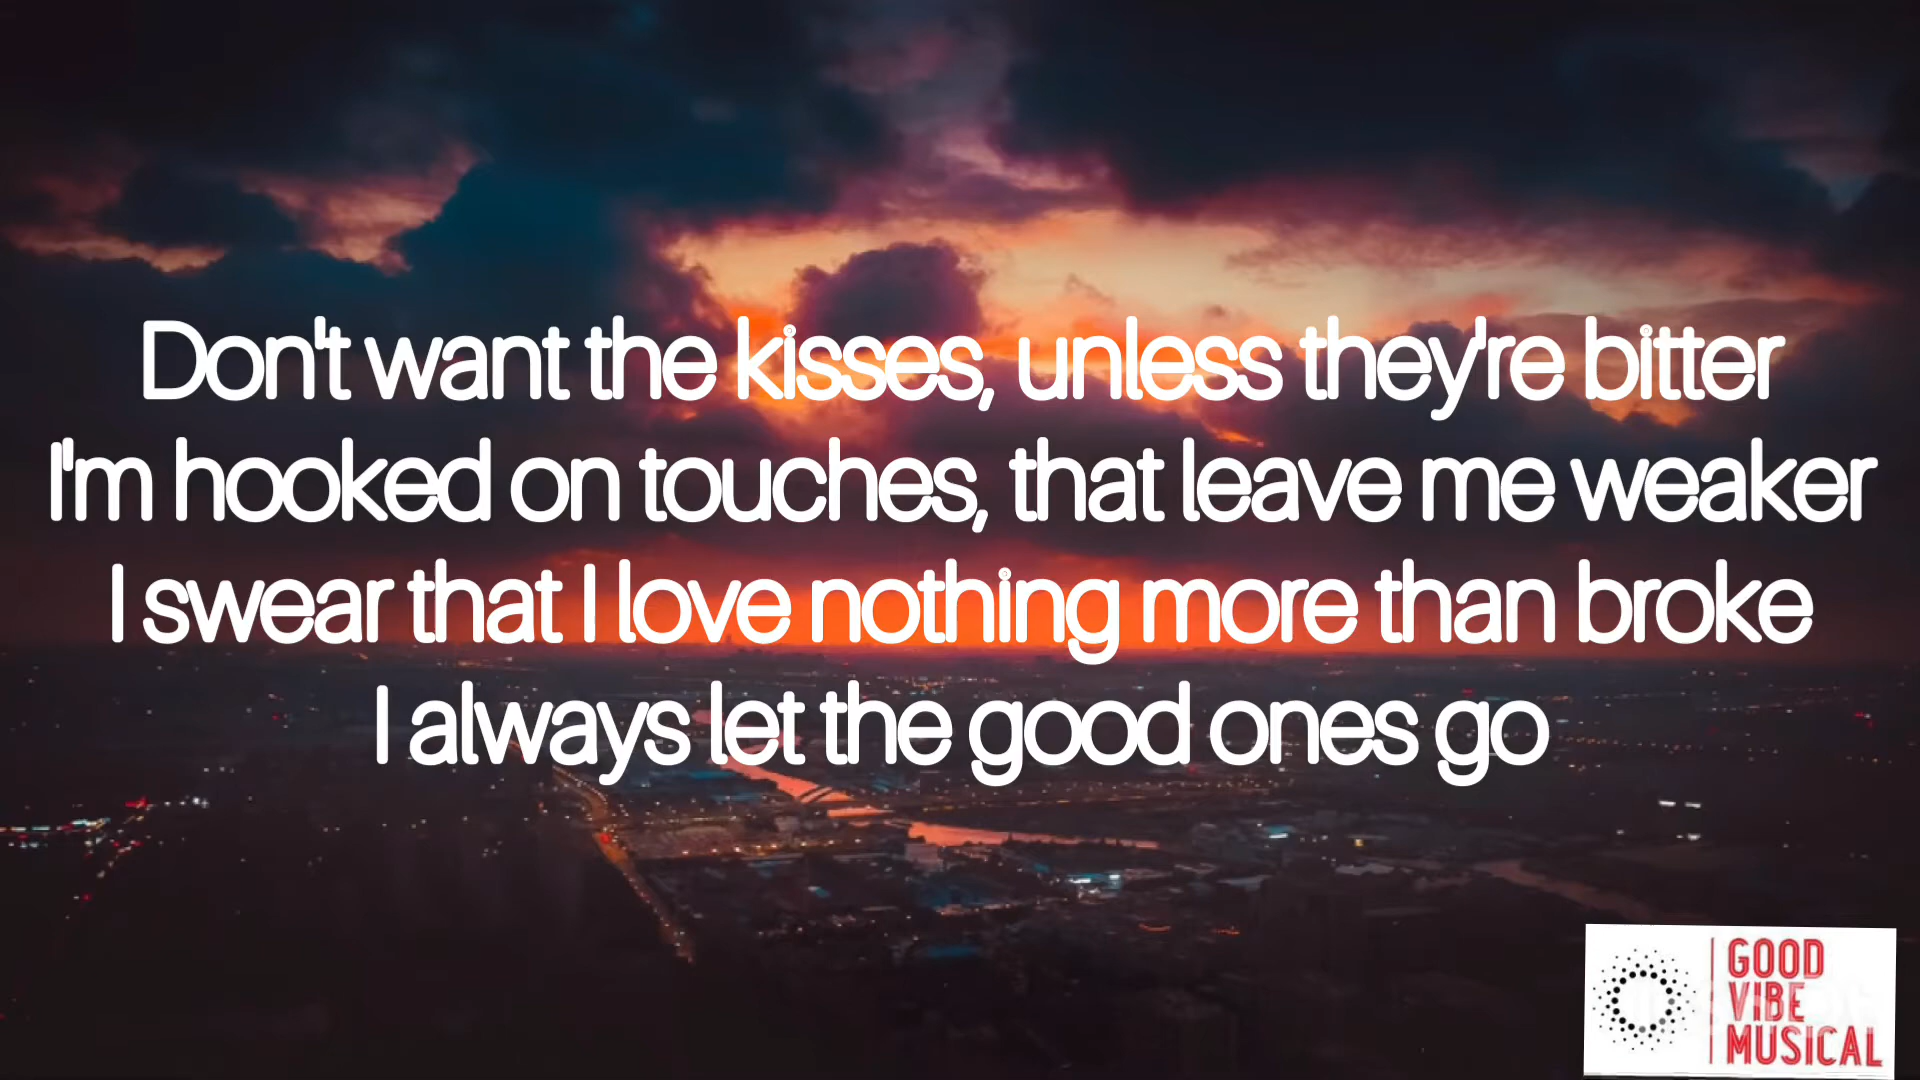 Don't want the kisses, unless they're bitter
I'm hooked on touches, that leave me weaker
I swear that I love nothing more than broke
I always let the good ones go
GOOD
VIBE
MUSICAL